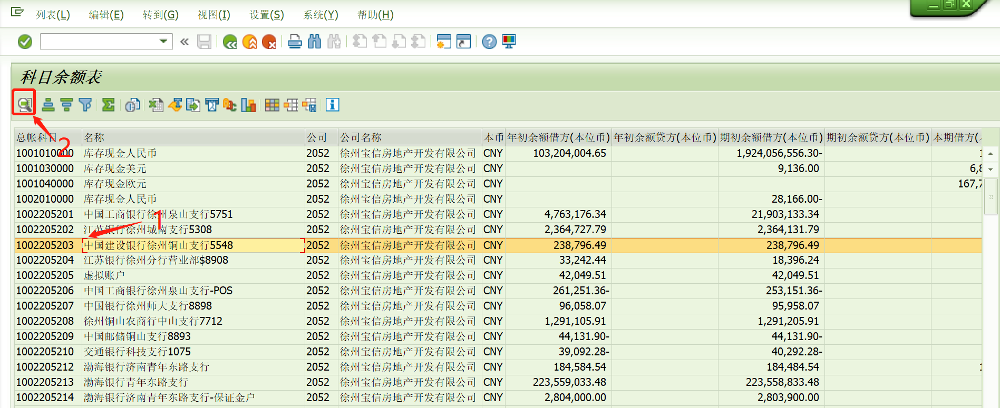 列表(L) 编辑(E) 转到(G) 视图(I) 设置(S) 系统(Y) 帮助(H)
科目余额表
总帐科目 名称 公司 公司名称 本币 年初余额借方(本位币) 年初余额贷方(本位币) 期初余额借方(本位币) 期初余额贷方(本位币) 本期借方(
2
1001010000 库存现金人民币 2052 徐州宝信房地产开发有限公司 CNY 103,204,004.65 1,924,056,556.30- 1
1001030000 库存现金美元 2052 徐州宝信房地产开发有限公司 CNY 9,136.00 6,8
1001040000 库存现金欧元 2052 徐州宝信房地产开发有限公司 CNY 167,7
1002010000 库存现金人民币 2052 徐州宝信房地产开发有限公司 CNY 28,166.00-
1002205201 中国工商银行徐州泉山支行5751 2052 徐州宝信房地产开发有限公司 CNY 4,763,176.34 21,903,133.34
1
1002205202 江苏银行徐州城南支行5308 2052 徐州宝信房地产开发有限公司 CNY 2,364,727.79 2,364,131.79
1002205203 中国建设银行徐州铜山支行5548 2052 徐州宝信房地产开发有限公司 CNY 238,796.49 238,796.49
1002205204 江苏银行徐州分行营业部$8908 2052 徐州宝信房地产开发有限公司 CNY 33,242.44 18,396.24
1002205205 虚拟账户 2052 徐州宝信房地产开发有限公司 CNY 42,049.51 42,049.51
1002205206 中国工商银行徐州泉山支行-POS 2052 徐州宝信房地产开发有限公司 CNY 261,251.36- 253,151.36-
1002205207 中国银行徐州师大支行8898 2052 徐州宝信房地产开发有限公司 CNY 96,058.07 95,958.07
1002205208 徐州铜山农商行中山支行7712 2052 徐州宝信房地产开发有限公司 CNY 1,291,105.91 1,291,205.91
1002205209 中国邮储铜山支行8893 2052 徐州宝信房地产开发有限公司 CNY 44,131.90- 44,131.90-
1002205210 交通银行科技支行1075 2052 徐州宝信房地产开发有限公司 CNY 39,092.28- 40,292.28-
1002205212 渤海银行济南青年东路支行 2052 徐州宝信房地产开发有限公司 CNY 184,584.54 184,484.54 1
1002205213 渤海银行青年东路支行 2052 徐州宝信房地产开发有限公司 CNY 223,559,033.48 223,558,833.48
1002205214 渤海银行济南青年东路支行-保证金户 2052 徐州宝信房地产开发有限公司 CNY 2,804,000.00 2,803,900.00